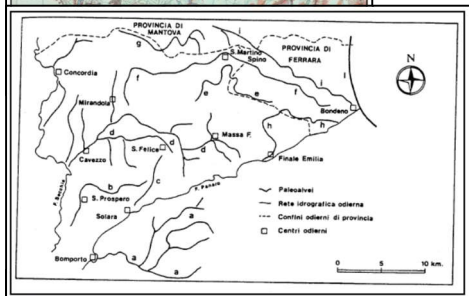 PROVINCIA DI
MANTOVA
PROVINCIA DI
FERRARA
g
i
S. Martino
Spino
Concordia
f
i
l
e
e
f
Mirandola
Bondeno
d
Massa F.
h
h
S. Felice
d
d
Cavezzo
Finale Emilia
F. Secchia
b
c
F. Panaro
S. Prospero
Solara
a
Bomporto
a
a
N
Paleoalvei
Rete idrografica odierna
Confini odierni di provincia
Centri odierni
0 5 10 km.